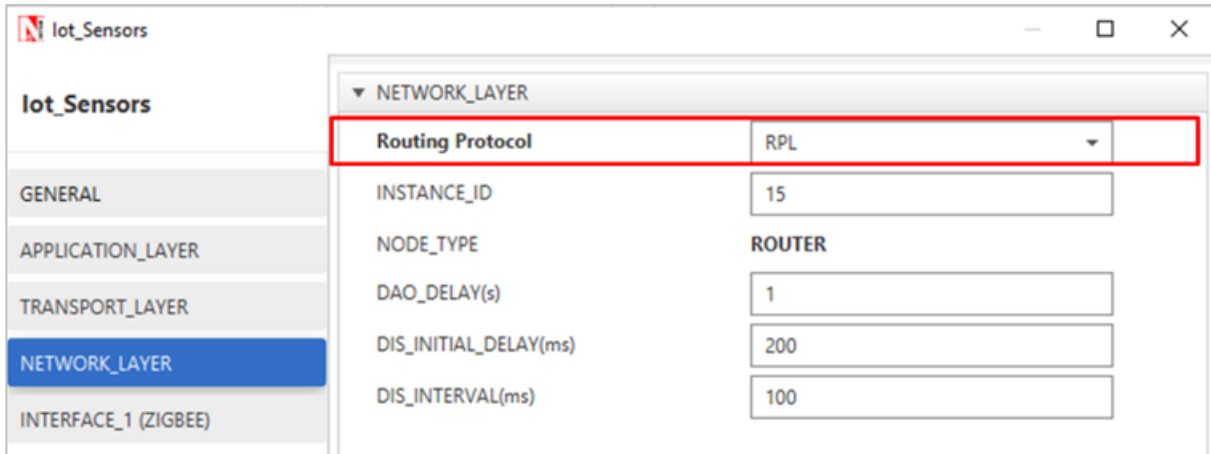 Iot_Sensors
Iot_Sensors
GENERAL
APPLICATION_LAYER
TRANSPORT_LAYER
NETWORK_LAYER
INTERFACE_1 (ZIGBEE)
NETWORK_LAYER
Routing Protocol RPL
INSTANCE_ID 15
NODE_TYPE ROUTER
DAO_DELAY(s) 1
DIS_INITIAL_DELAY(ms) 200
DIS_INTERVAL(ms) 100